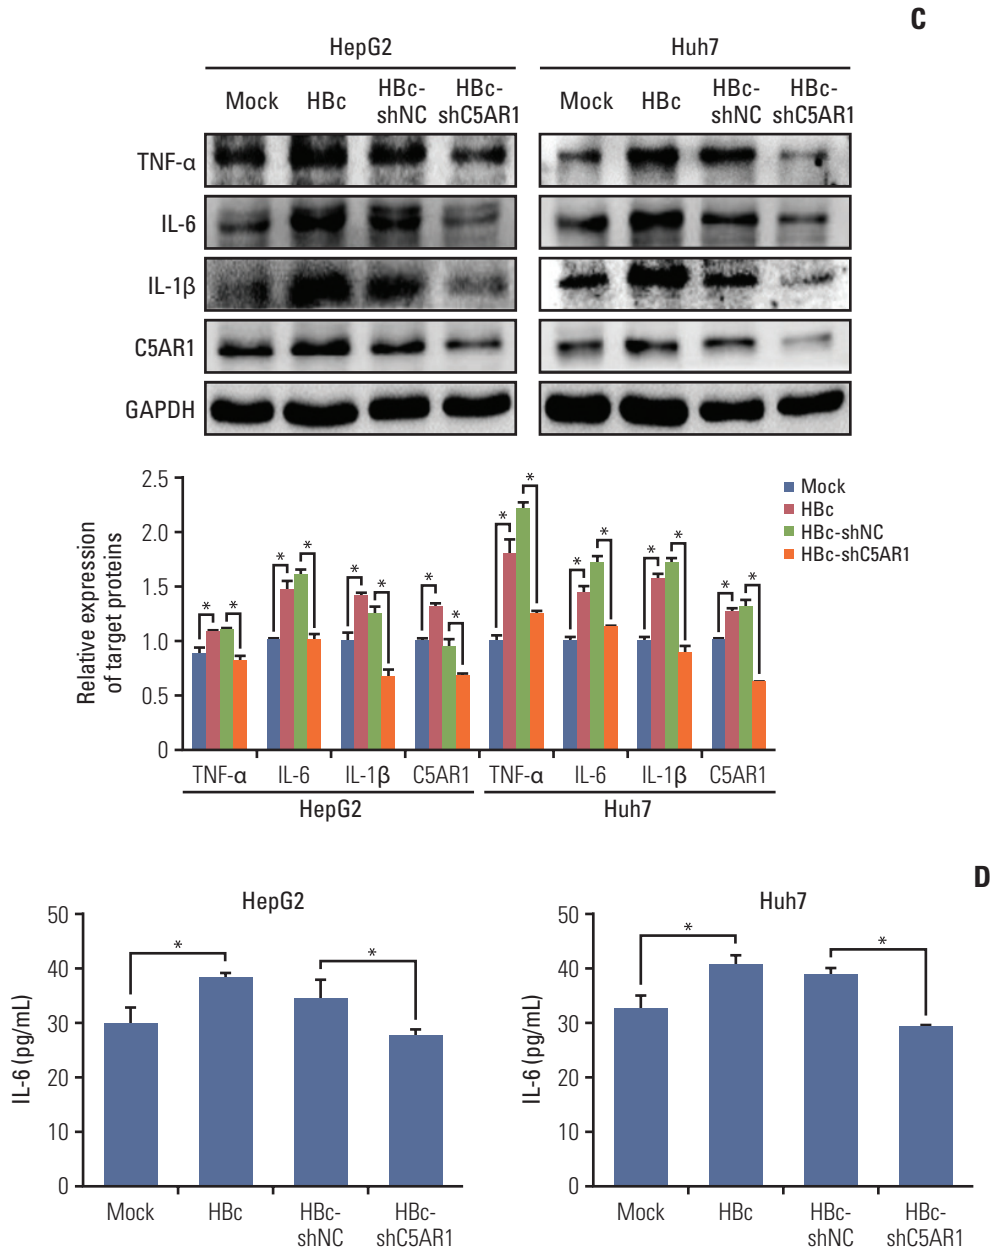 C
HepG2 Huh7
Mock HBc HBc-shNC HBc-shC5AR1 Mock HBc HBc-shNC HBc-shC5AR1
TNF-α
IL-6
IL-1β
C5AR1
GAPDH
Relative expression
of target proteins
2.5
2.0
1.5
1.0
0.5
0
* * * * * * * * * * * * * * * *
Mock
HBc
HBc-shNC
HBc-shC5AR1
TNF-α IL-6 IL-1β C5AR1 TNF-α IL-6 IL-1β C5AR1
HepG2 Huh7
D
HepG2
IL-6 (pg/mL)
50
40
30
20
10
0
* *
Mock HBc HBc-shNC HBc-shC5AR1
Huh7
IL-6 (pg/mL)
50
40
30
20
10
0
* *
Mock HBc HBc-shNC HBc-shC5AR1